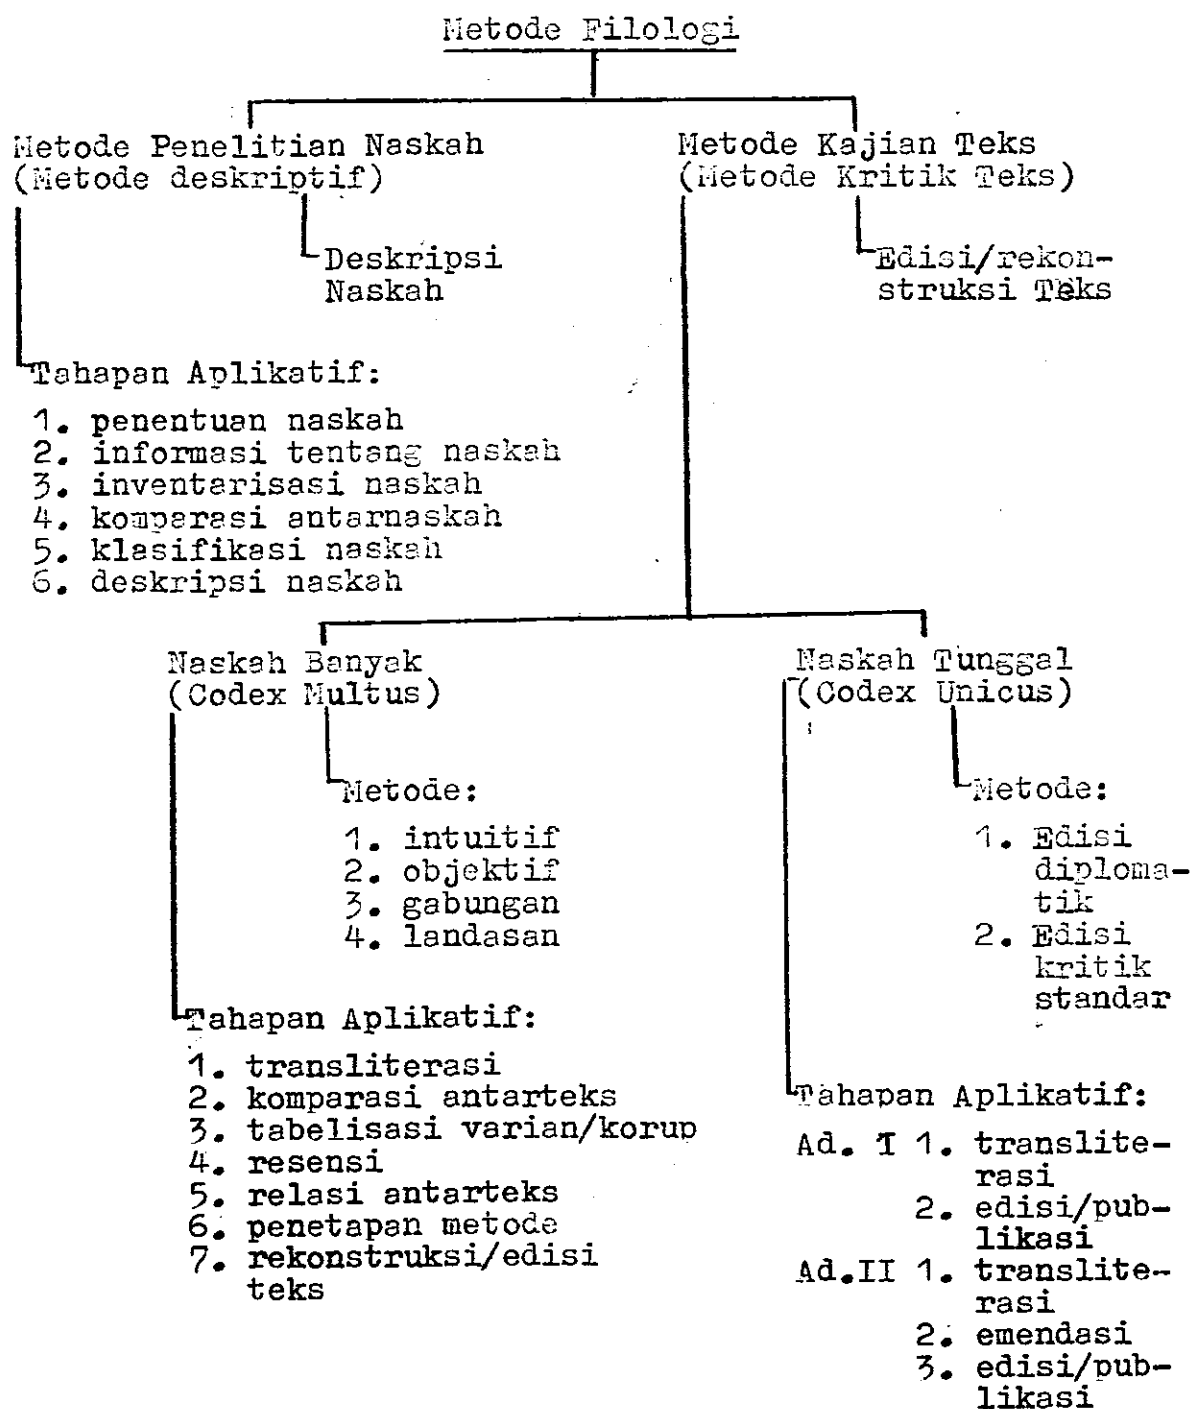 Metode Filologi
Metode Penelitian Naskah
(Metode deskriptif)
Deskripsi
Naskah
Tahapan Aplikatif:
1. penentuan naskah
2. informasi tentang naskah
3. inventarisasi naskah
4. komparasi antarnaskah
5. klasifikasi naskah
6. deskripsi naskah
Metode Kajian Teks
(Metode Kritik Teks)
Edisi/rekon-
struksi Teks
Naskah Banyak
(Codex Multus)
Metode:
1. intuitif
2. objektif
3. gabungan
4. landasan
Tahapan Aplikatif:
1. transliterasi
2. komparasi antarteks
3. tabelisasi varian/korup
4. resensi
5. relasi antarteks
6. penetapan metode
7. rekonstruksi/edisi
teks
Naskah Tunggal
(Codex Unicus)
Metode:
1. Edisi
diploma-
tik
2. Edisi
kritik
standar
Tahapan Aplikatif:
Ad. I 1. translite-
rasi
2. edisi/pub-
likasi
Ad.II 1. translite-
rasi
2. emendasi
3. edisi/pub-
likasi